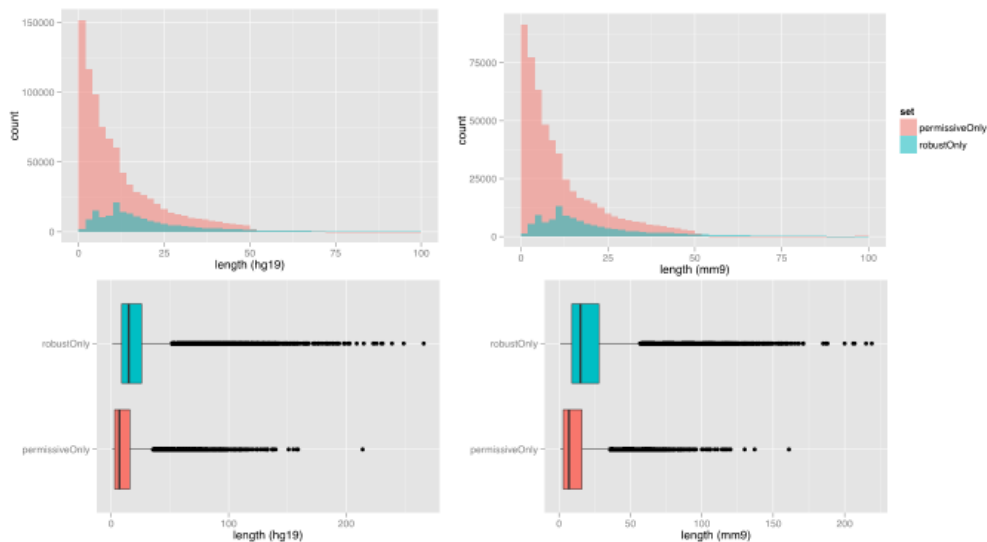 150000
100000
50000
0
count
0 25 50 75 100
length (hg19)
75000
50000
25000
0
count
0 25 50 75 100
length (mm9)
set
permissiveOnly
robustOnly
robustOnly
permissiveOnly
0 100 200
length (hg19)
robustOnly
permissiveOnly
0 50 100 150 200
length (mm9)